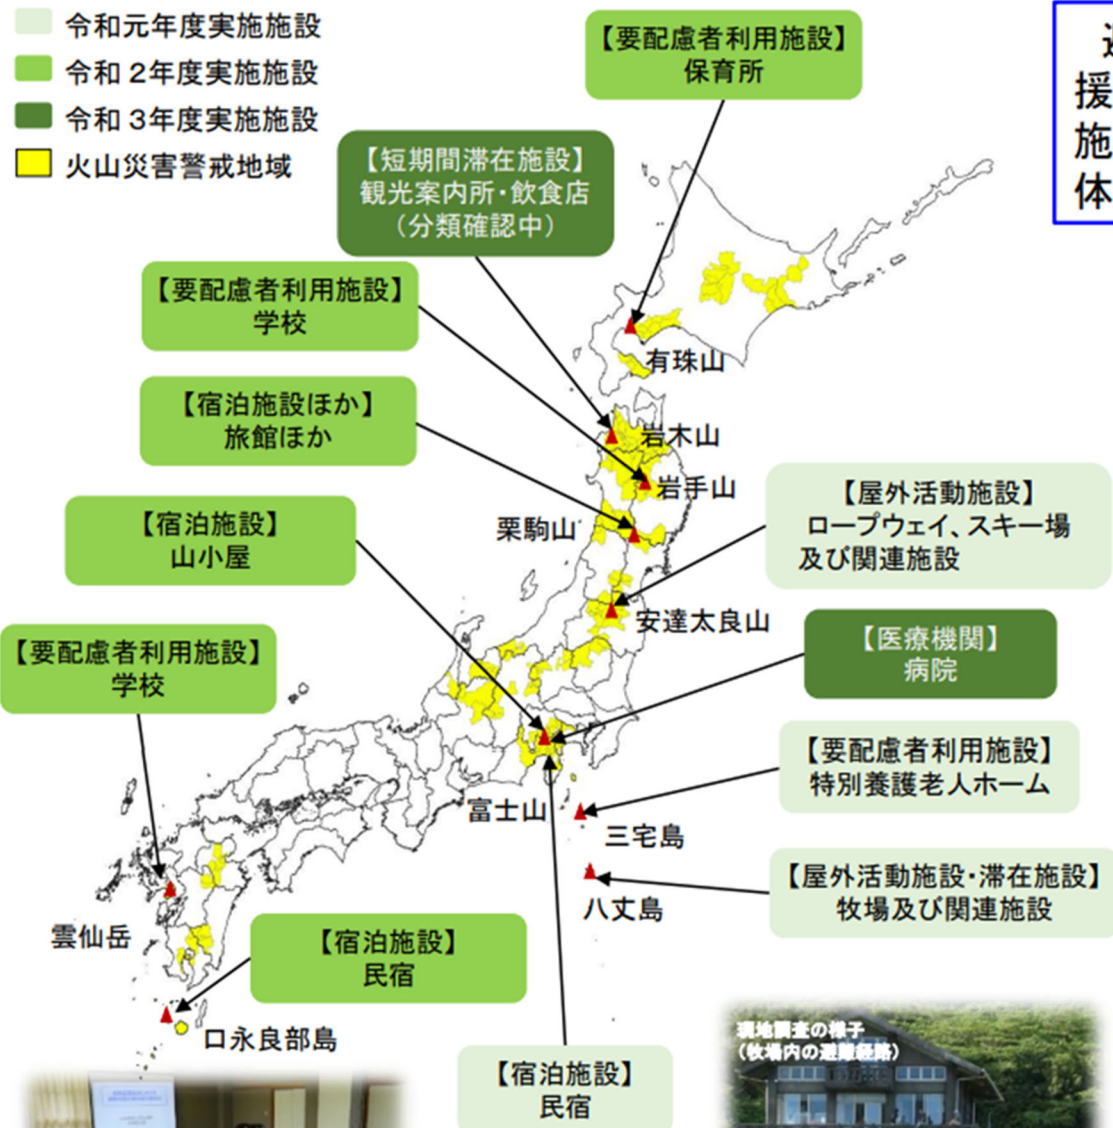 令和元年度実施施設
令和2年度実施施設
令和3年度実施施設
火山災害警戒地域
援
施
体
【要配慮者利用施設】
保育所
【短期間滞在施設】
観光案内所・飲食店
（分類確認中）
【要配慮者利用施設】
学校
有珠山
【宿泊施設ほか】
旅館ほか
岩木山
岩手山
【宿泊施設】
山小屋
栗駒山
【屋外活動施設】
ロープウェイ、スキー場
及び関連施設
安達太良山
【要配慮者利用施設】
学校
【医療機関】
病院
【要配慮者利用施設】
特別養護老人ホーム
富士山
三宅島
【屋外活動施設・滞在施設】
牧場及び関連施設
八丈島
雲仙岳
【宿泊施設】
民宿
口永良部島
【宿泊施設】
民宿
現地調査の様子
（牧場内の避難経路）